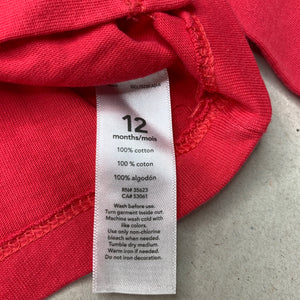 12
months/mois
100% cotton
100 % coton
100% algodón
RN# 35623
CA# 53061
Wash before use.
Turn garment inside out.
Machine wash cold with
like colors.
Use only non-chlorine
bleach when needed.
Tumble dry medium.
Warm iron if needed.
Do not iron decoration.